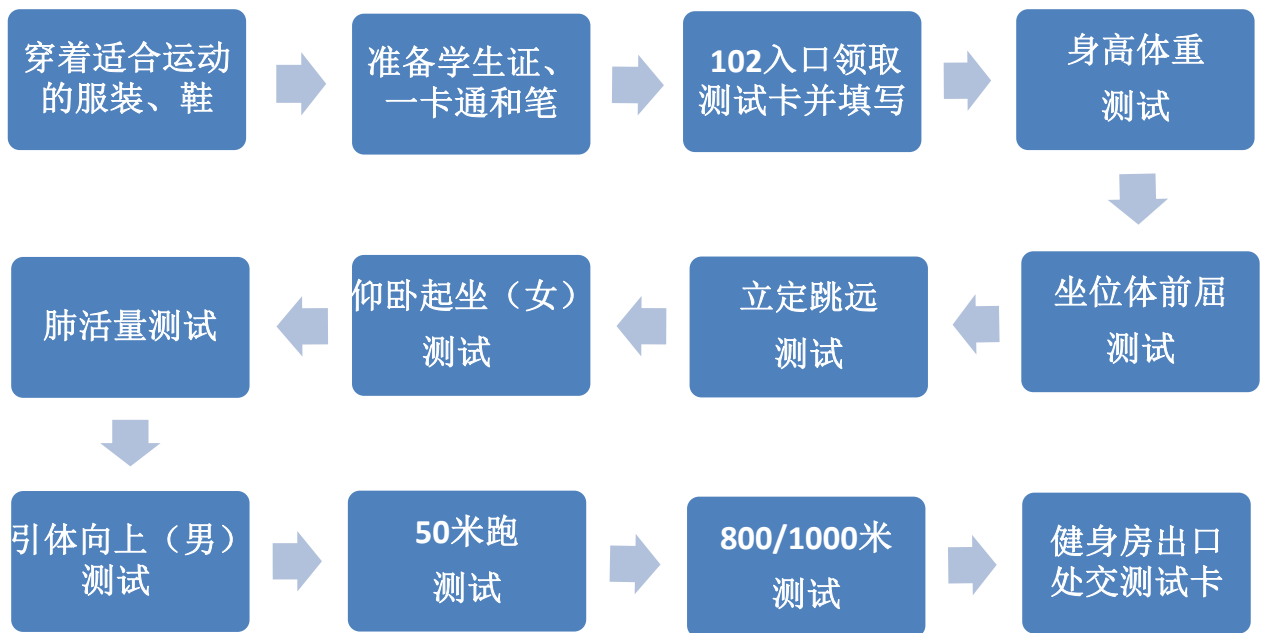 穿着适合运动
的服装、鞋
准备学生证、
一卡通和笔
102入口领取
测试卡并填写
身高体重
测试
坐位体前屈
测试
立定跳远
测试
仰卧起坐（女）
测试
肺活量测试
引体向上（男）
测试
50米跑
测试
800/1000米
测试
健身房出口
处交测试卡